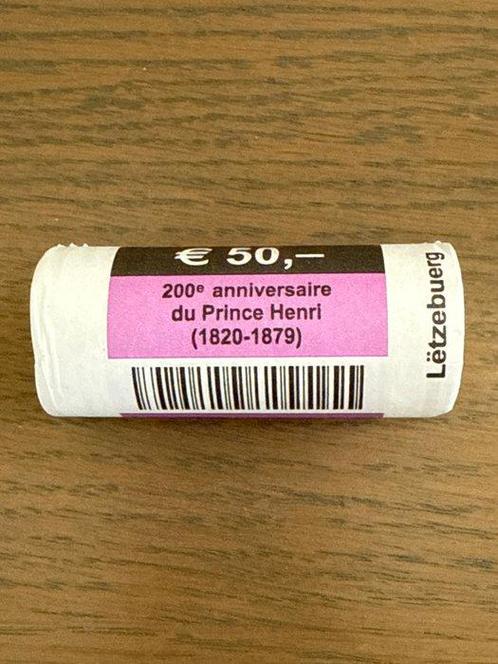 € 50,–
200e anniversaire
du Prince Henri
(1820-1879)
Lëtzebuerg